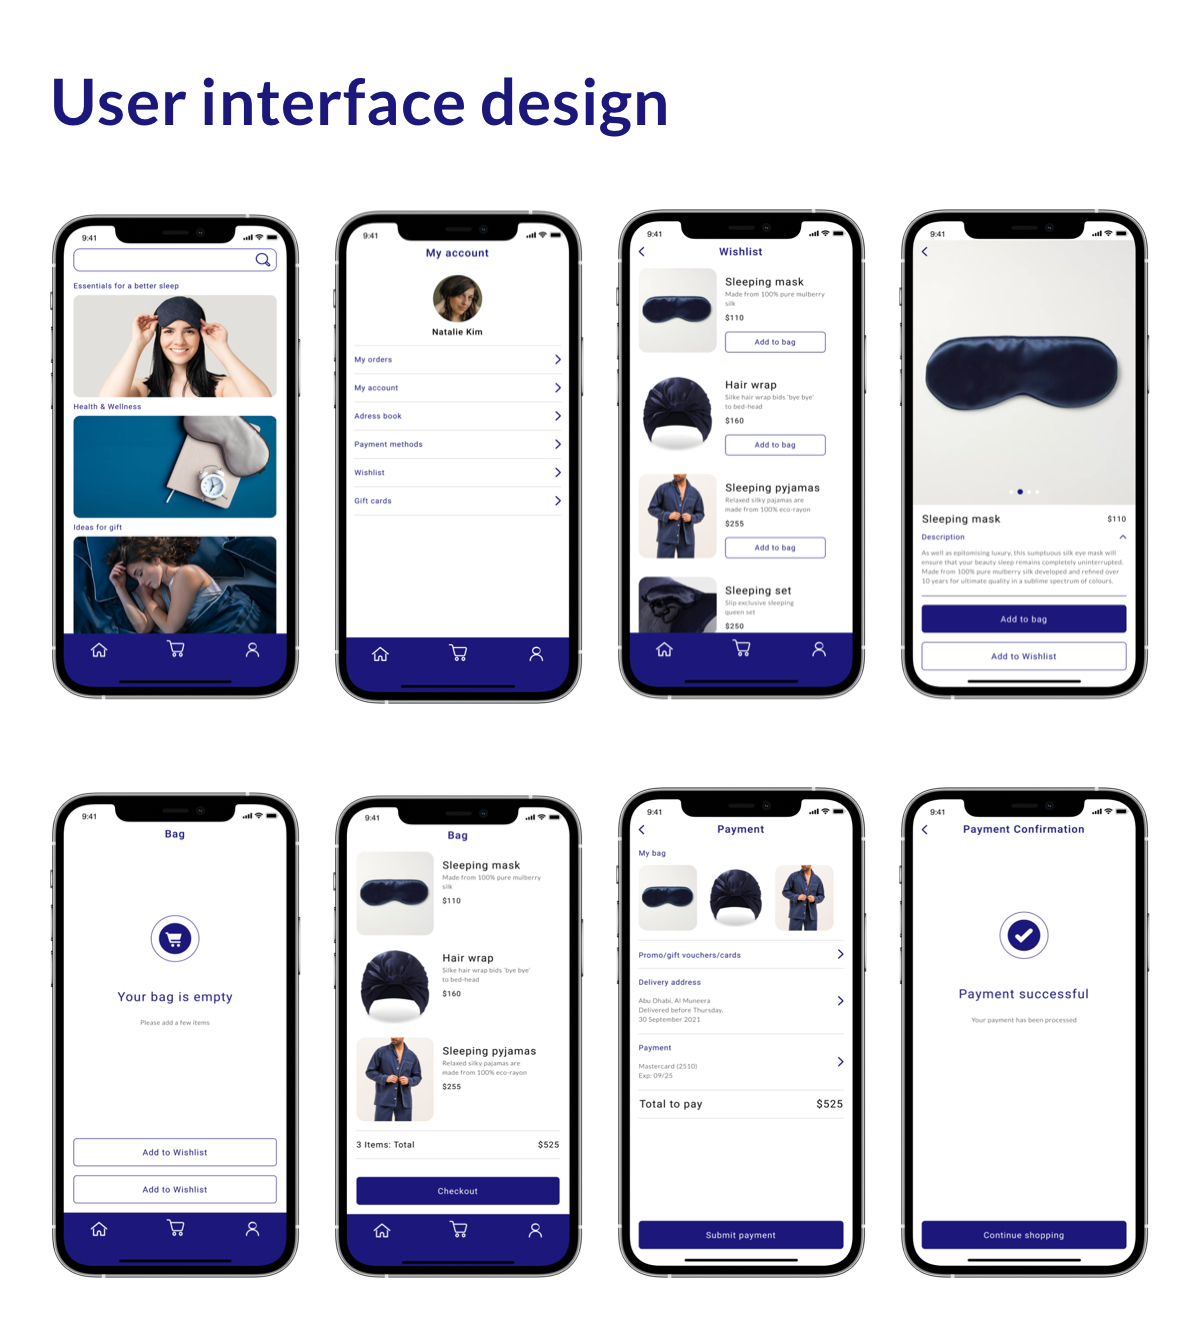 User interface design
9:41
Essentials for a better sleep
Health & Wellness
Ideas for gift
9:41
My account
Natalie Kim
My orders
My account
Adress book
Payment methods
Wishlist
Gift cards
9:41
Wishlist
Sleeping mask
Made from 100% pure mulberry
silk
$110
Add to bag
Hair wrap
Silke hair wrap bids 'bye bye'
to bed-head
$160
Add to bag
Sleeping pyjamas
Relaxed silky pajamas are
made from 100% eco-rayon
$255
Add to bag
Sleeping set
Slip exclusive sleeping
queen set
$250
9:41
Sleeping mask $110
Description
As well as epitomising luxury, this sumptuous silk eye mask will
ensure that your beauty sleep remains completely uninterrupted.
Made from 100% pure mulberry silk developed and refined over
10 years for ultimate quality in a sublime spectrum of colours.
Add to bag
Add to Wishlist
9:41
Bag
Your bag is empty
Please add a few items
Add to Wishlist
Add to Wishlist
9:41
Bag
Sleeping mask
Made from 100% pure mulberry
silk
$110
Hair wrap
Silke hair wrap bids 'bye bye'
to bed-head
$160
Sleeping pyjamas
Relaxed silky pajamas are
made from 100% eco-rayon
$255
3 Items: Total $525
Checkout
9:41
Payment
My bag
Promo/gift vouchers/cards
Delivery address
Abu Dhabi, Al Muneera
Delivered before Thursday,
30 September 2021
Payment
Mastercard (2510)
Exp: 09/25
Total to pay $525
Submit payment
9:41
Payment Confirmation
Payment successful
Your payment has been processed
Continue shopping